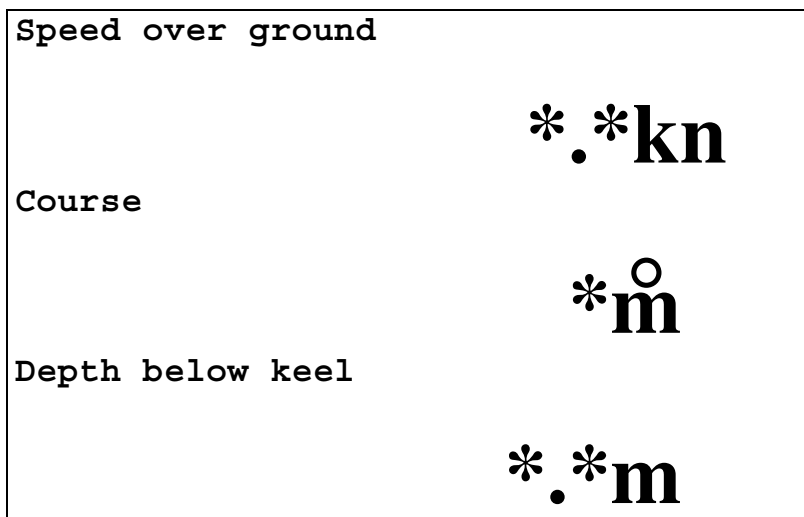 Speed over ground
*.*kn
Course
*°m
Depth below keel
*.*m